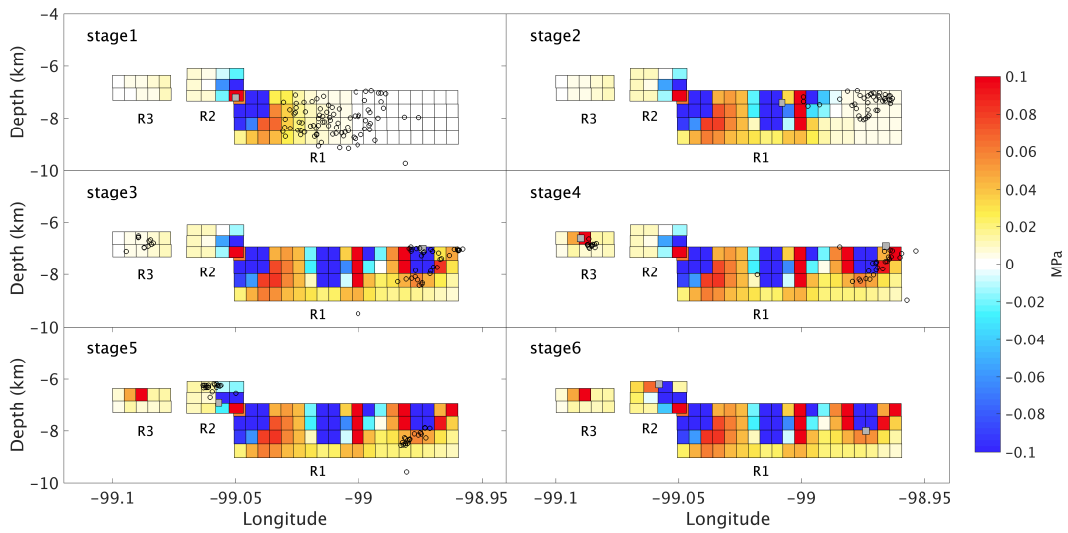 stage1
stage2
R3
R2
R1
R3
R2
R1
−4
−6
−8
−10
Depth (km)
stage3
stage4
R3
R2
R1
R3
R2
R1
−6
−8
−10
Depth (km)
stage5
stage6
R3
R2
R1
R3
R2
R1
−6
−8
−10
Depth (km)
−99.1
−99.05
−99
−98.95
−99.1
−99.05
−99
−98.95
Longitude
Longitude
0.1
0.08
0.06
0.04
0.02
0
−0.02
−0.04
−0.06
−0.08
−0.1
MPa